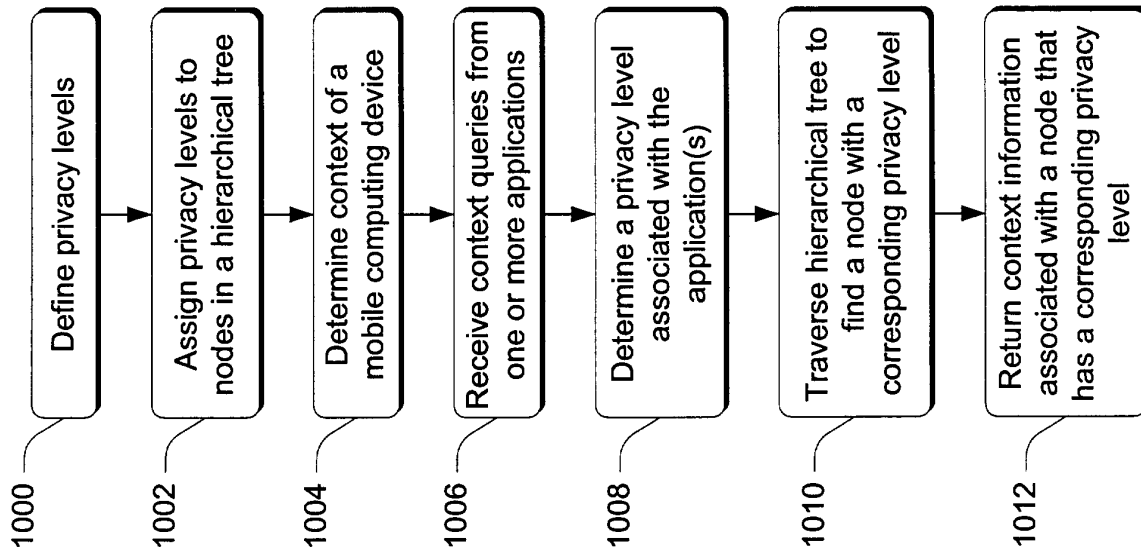 1000
Define privacy levels
1002
Assign privacy levels to
nodes in a hierarchical tree
1004
Determine context of a
mobile computing device
1006
Receive context queries from
one or more applications
1008
Determine a privacy level
associated with the
application(s)
1010
Traverse hierarchical tree to
find a node with a
corresponding privacy level
1012
Return context information
associated with a node that
has a corresponding privacy
level